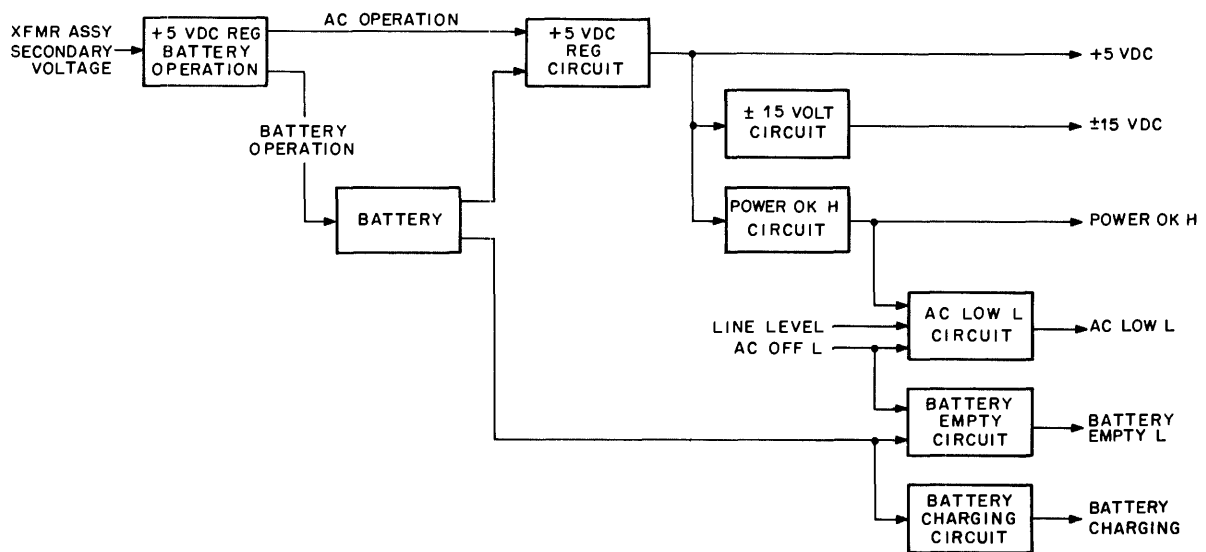 XFMR ASSY
SECONDARY
VOLTAGE
+5 VDC REG
BATTERY
OPERATION
AC OPERATION
+5 VDC
REG
CIRCUIT
+5 VDC
± 15 VOLT
CIRCUIT
±15 VDC
BATTERY
OPERATION
BATTERY
POWER OK H
CIRCUIT
POWER OK H
LINE LEVEL
AC OFF L
AC LOW L
CIRCUIT
AC LOW L
BATTERY
EMPTY
CIRCUIT
BATTERY
EMPTY L
BATTERY
CHARGING
CIRCUIT
BATTERY
CHARGING